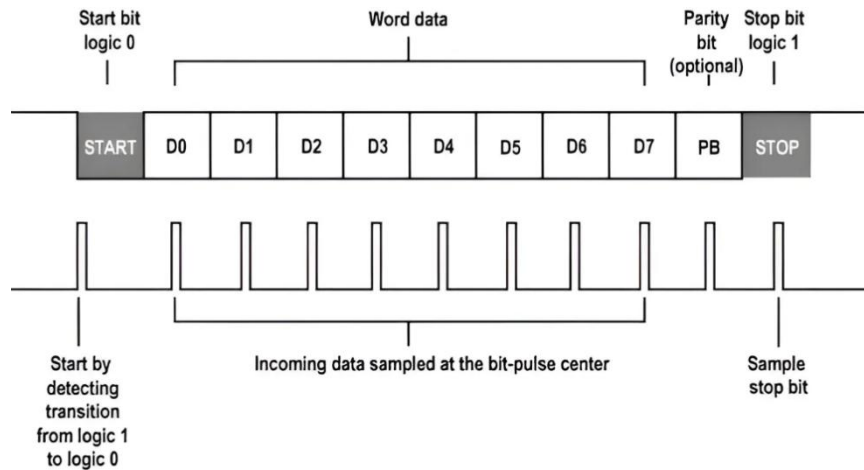 Start bit
logic 0
Word data
Parity
bit
(optional)
Stop bit
logic 1
START
D0
D1
D2
D3
D4
D5
D6
D7
PB
STOP
Start by
detecting
transition
from logic 1
to logic 0
Incoming data sampled at the bit-pulse center
Sample
stop bit